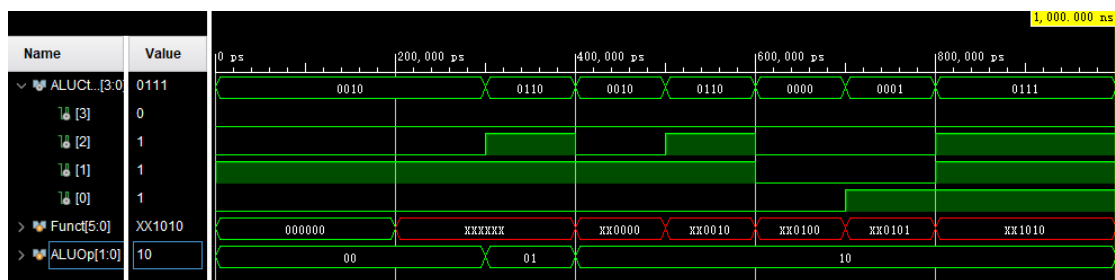 1,000.000 ns
Name Value
0 ps 200,000 ps 400,000 ps 600,000 ps 800,000 ps
ALUCt...[3:0] 0111 0010 0110 0010 0110 0000 0001 0111
[3] 0
[2] 1
[1] 1
[0] 1
Funct[5:0] XX1010 000000 XXXXXX XX0000 XX0010 XX0100 XX0101 XX1010
ALUOp[1:0] 10 00 01 10